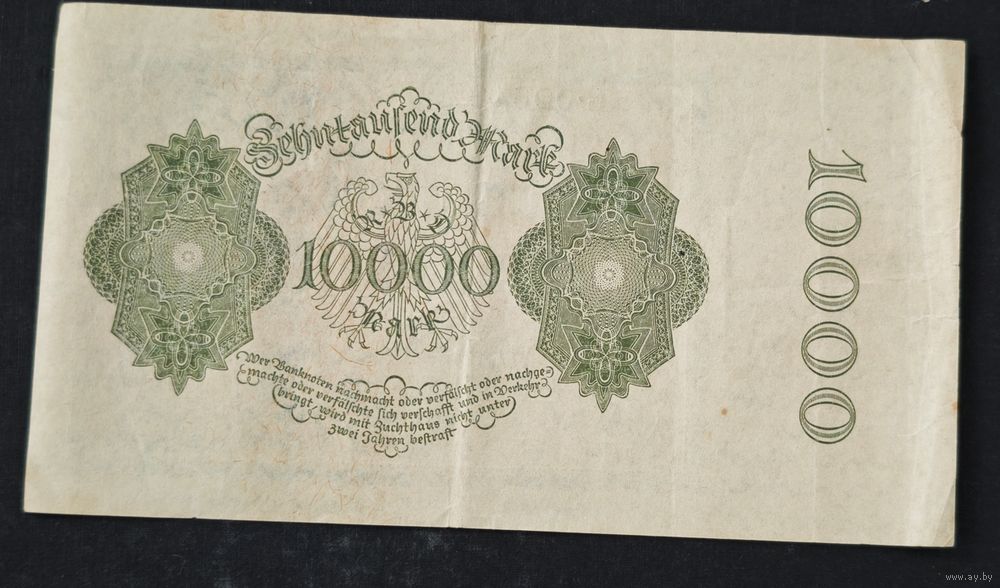 Zehntausend Mark
R B D
10000
Mark
Wer Banknoten nachmacht oder verfälscht oder nachge-
machte oder verfälschte sich verschafft und in Verkehr
bringt, wird mit Zuchthaus nicht unter
zwei Jahren bestraft
10000
www.ay.by